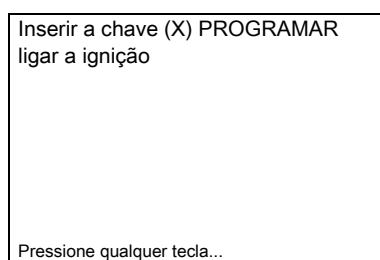 Inserir a chave (X) PROGRAMAR
ligar a ignição
Pressione qualquer tecla...